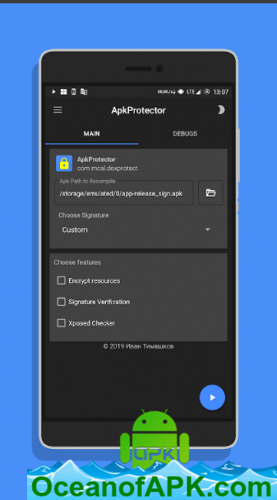 LTE 13:07
ApkProtector
MAIN DEBUGS
ApkProtector
com.mcal.dexprotect
Apk Path to Recompile
/storage/emulated/0/app-release_sign.apk
Choose Signature
Custom
Choose features
Encrypt resources
Signature Verification
Xposed Checker
© 2019 Иван Тимашков
APK
OceanofAPK.com